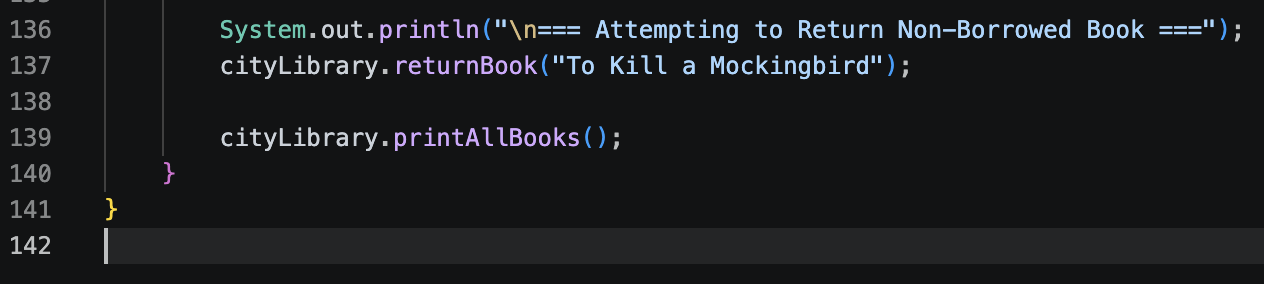 136 System.out.println("\n=== Attempting to Return Non-Borrowed Book ===");
137 cityLibrary.returnBook("To Kill a Mockingbird");
138
139 cityLibrary.printAllBooks();
140 }
141 }
142